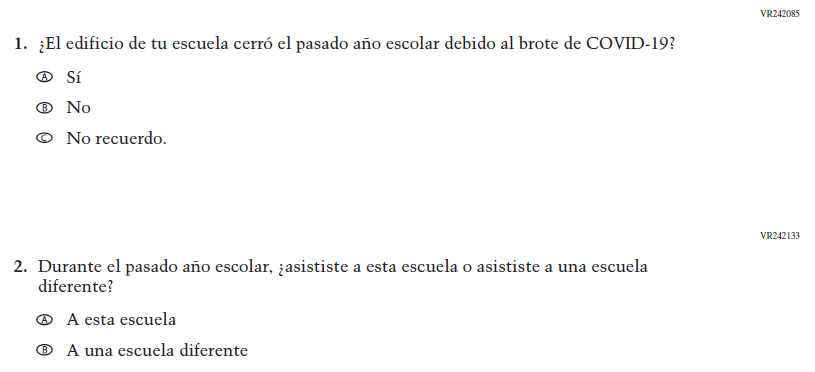 VR242085
1. ¿El edificio de tu escuela cerró el pasado año escolar debido al brote de COVID-19?
Ⓐ Sí
Ⓑ No
Ⓒ No recuerdo.
VR242133
2. Durante el pasado año escolar, ¿asististe a esta escuela o asististe a una escuela
diferente?
Ⓐ A esta escuela
Ⓑ A una escuela diferente